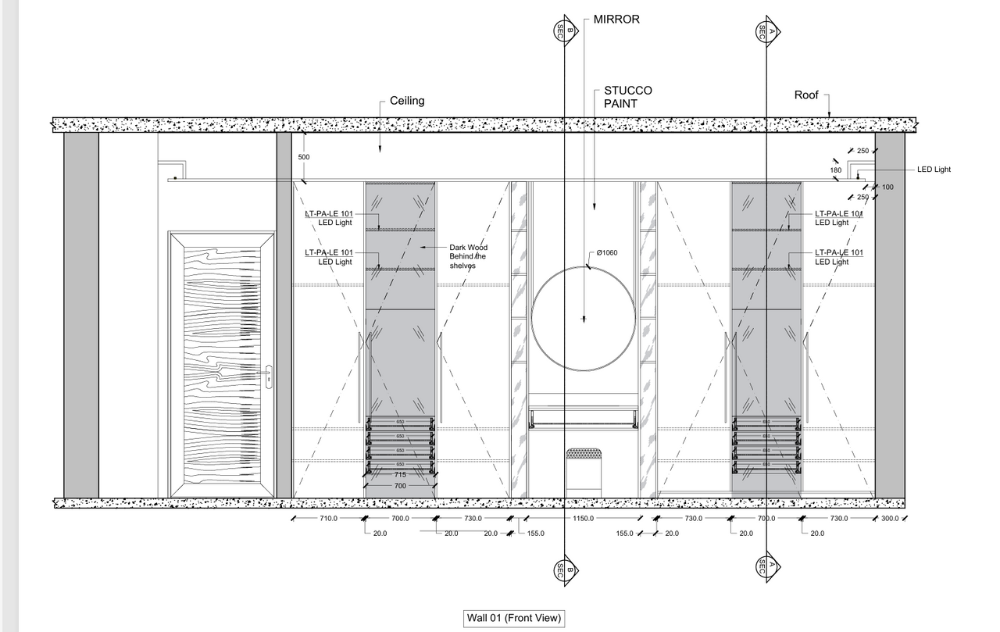 MIRROR
B
SEC
A
SEC
STUCCO
PAINT
Ceiling
Roof
500
250
180
LED Light
100
250
LT-PA-LE 101
LED Light
LT-PA-LE 101
LED Light
Dark Wood
Behind the
shelves
Ø1060
LT-PA-LE 101
LED Light
LT-PA-LE 101
LED Light
650
650
650
650
650
650
650
650
715
700
710.0
700.0
730.0
1150.0
730.0
700.0
730.0
300.0
20.0
20.0
20.0
155.0
155.0
20.0
20.0
20.0
B
SEC
A
SEC
Wall 01 (Front View)